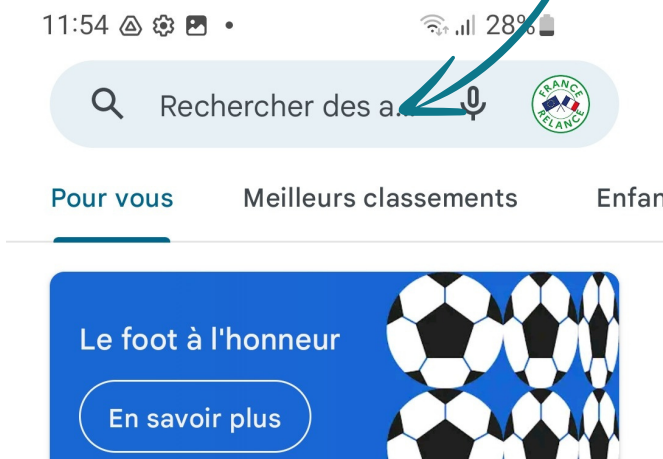 11:54 28%
Rechercher des a...
FRANCE RELANCE
Pour vous Meilleurs classements Enfan
Le foot à l'honneur
En savoir plus